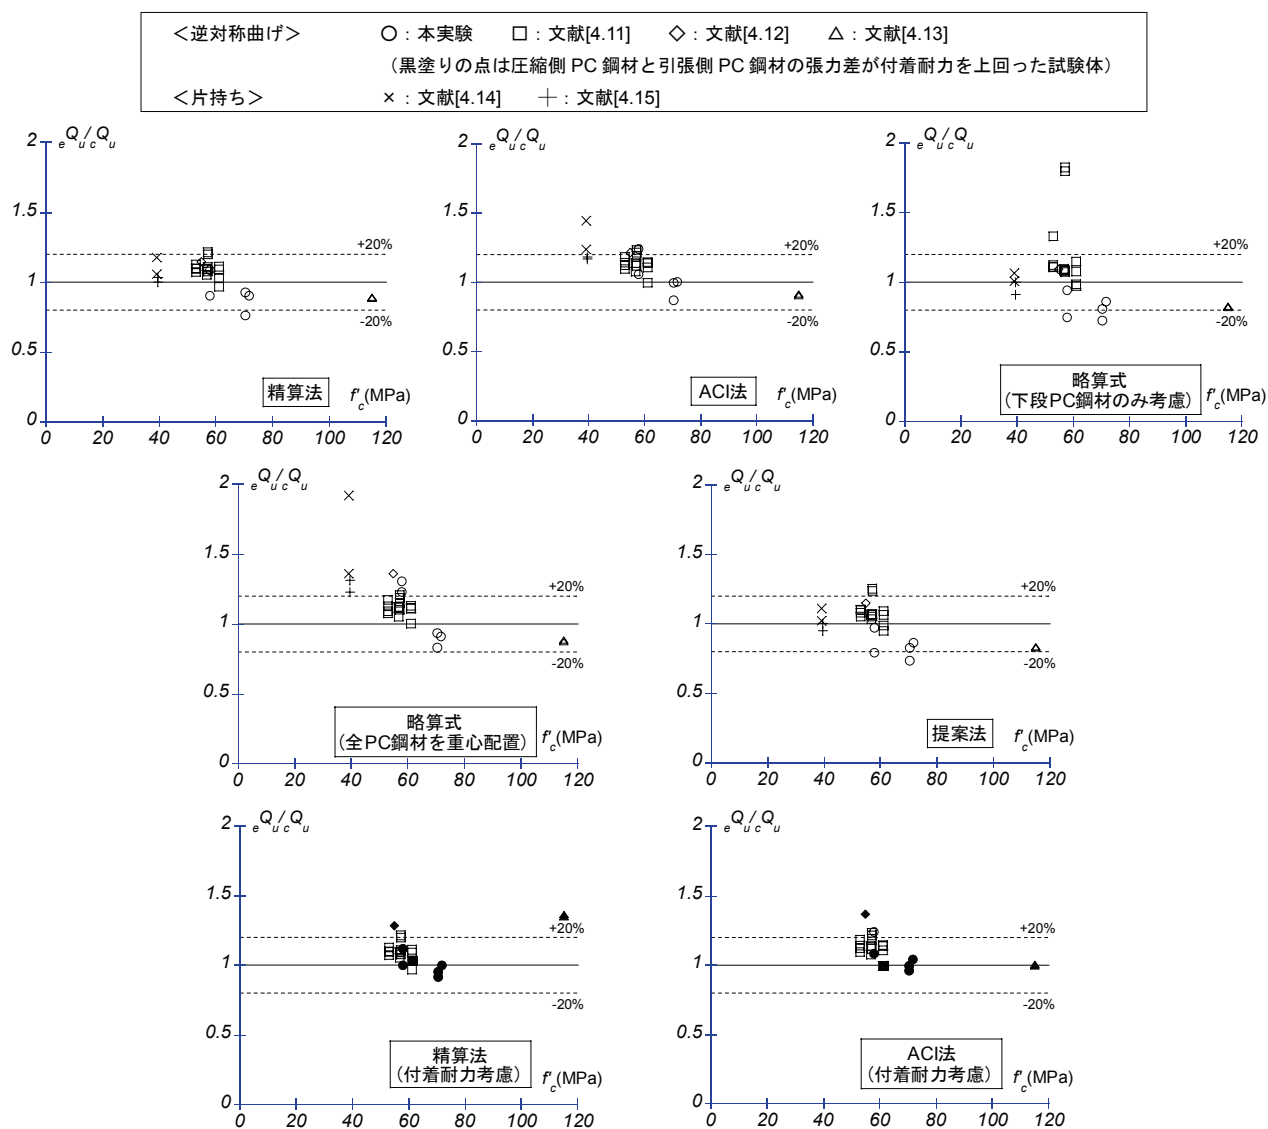 ＜逆対称曲げ＞ ○：本実験 □：文献[4.11] ◇：文献[4.12] △：文献[4.13]
（黒塗りの点は圧縮側 PC 鋼材と引張側 PC 鋼材の張力差が付着耐力を上回った試験体）
＜片持ち＞ ×：文献[4.14] ＋：文献[4.15]
2 eQu/cQu
1.5
+20%
1
-20%
0.5
精算法 f'c(MPa)
0
0 20 40 60 80 100 120
2 eQu/cQu
1.5
+20%
1
-20%
0.5
ACI法 f'c(MPa)
0
0 20 40 60 80 100 120
2 eQu/cQu
1.5
+20%
1
-20%
0.5
略算式
(下段PC鋼材のみ考慮) f'c(MPa)
0
0 20 40 60 80 100 120
2 eQu/cQu
1.5
+20%
1
-20%
0.5
略算式
(全PC鋼材を重心配置) f'c(MPa)
0
0 20 40 60 80 100 120
2 eQu/cQu
1.5
+20%
1
-20%
0.5
提案法 f'c(MPa)
0
0 20 40 60 80 100 120
2 eQu/cQu
1.5
+20%
1
-20%
0.5
精算法
(付着耐力考慮) f'c(MPa)
0
0 20 40 60 80 100 120
2 eQu/cQu
1.5
+20%
1
-20%
0.5
ACI法
(付着耐力考慮) f'c(MPa)
0
0 20 40 60 80 100 120